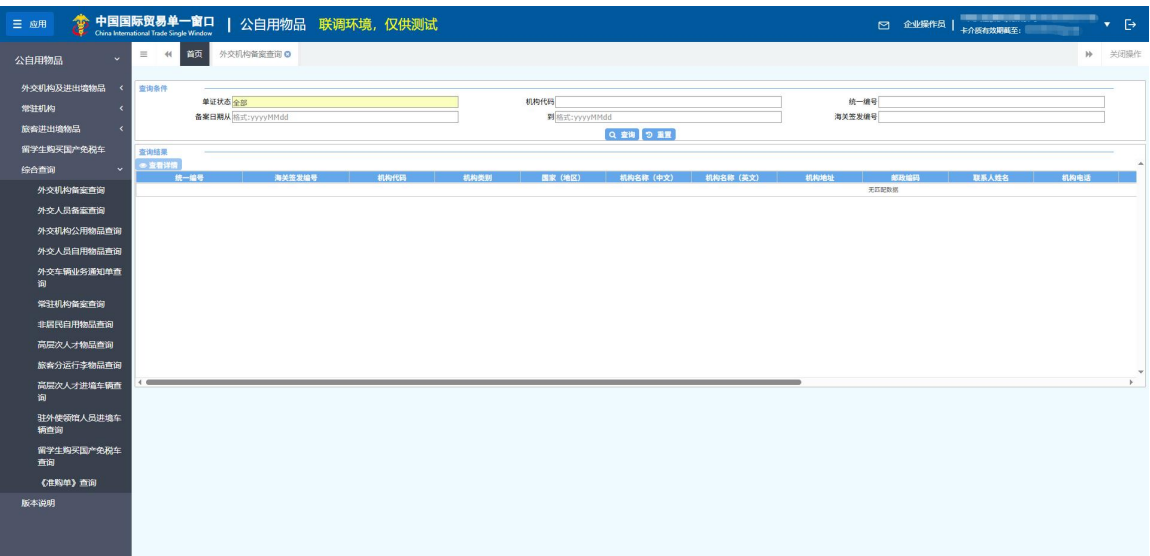 应用
中国国际贸易单一窗口
China International Trade Single Window
公自用物品
联调环境，仅供测试
企业操作员
卡介质有效期截至：
公自用物品
首页
外交机构备案查询
关闭操作
外交机构及进出境物品
常驻机构
旅客进出境物品
留学生购买国产免税车
综合查询
外交机构备案查询
外交人员备案查询
外交机构公用物品查询
外交人员自用物品查询
外交车辆业务通知单查
询
常驻机构备案查询
非居民自用物品查询
高层次人才物品查询
旅客分运行李物品查询
高层次人才进境车辆查
询
驻外使领馆人员进境车
辆查询
留学生购买国产免税车
查询
《准购单》查询
版本说明
查询条件
单证状态 全部
机构代码
统一编号
备案日期从 格式:yyyyMMdd
到 格式:yyyyMMdd
海关签发编号
查询
重置
查询结果
查看详情
统一编号 海关签发编号 机构代码 机构类别 国家（地区） 机构名称（中文） 机构名称（英文） 机构地址 邮政编码 联系人姓名 机构电话
无匹配数据